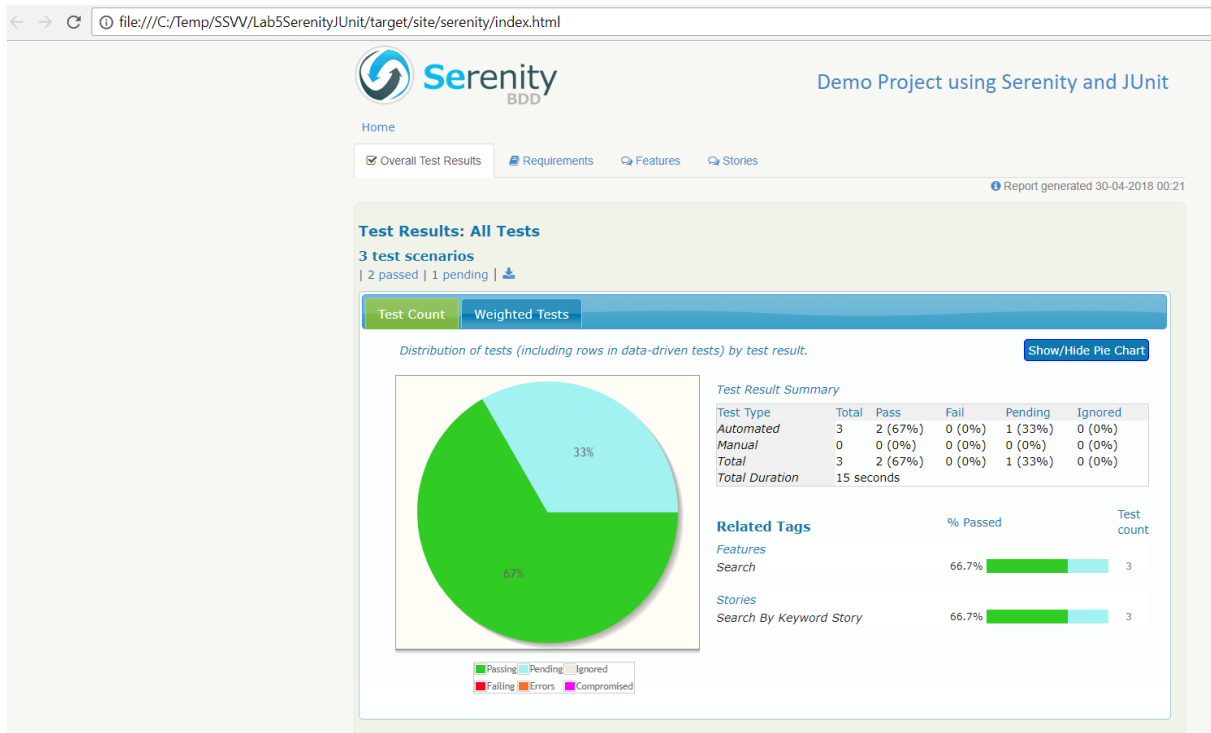 file:///C:/Temp/SSVV/Lab5SerenityJUnit/target/site/serenity/index.html
Serenity
BDD
Demo Project using Serenity and JUnit
Home
Overall Test Results Requirements Features Stories
Report generated 30-04-2018 00:21
Test Results: All Tests
3 test scenarios
| 2 passed | 1 pending |
Test Count Weighted Tests
Distribution of tests (including rows in data-driven tests) by test result.
Show/Hide Pie Chart
33%
67%
Passing Pending Ignored
Failing Errors Compromised
Test Result Summary
Test Type Total Pass Fail Pending Ignored
Automated 3 2 (67%) 0 (0%) 1 (33%) 0 (0%)
Manual 0 0 (0%) 0 (0%) 0 (0%) 0 (0%)
Total 3 2 (67%) 0 (0%) 1 (33%) 0 (0%)
Total Duration 15 seconds
Related Tags % Passed Test count
Features
Search 66.7% 3
Stories
Search By Keyword Story 66.7% 3